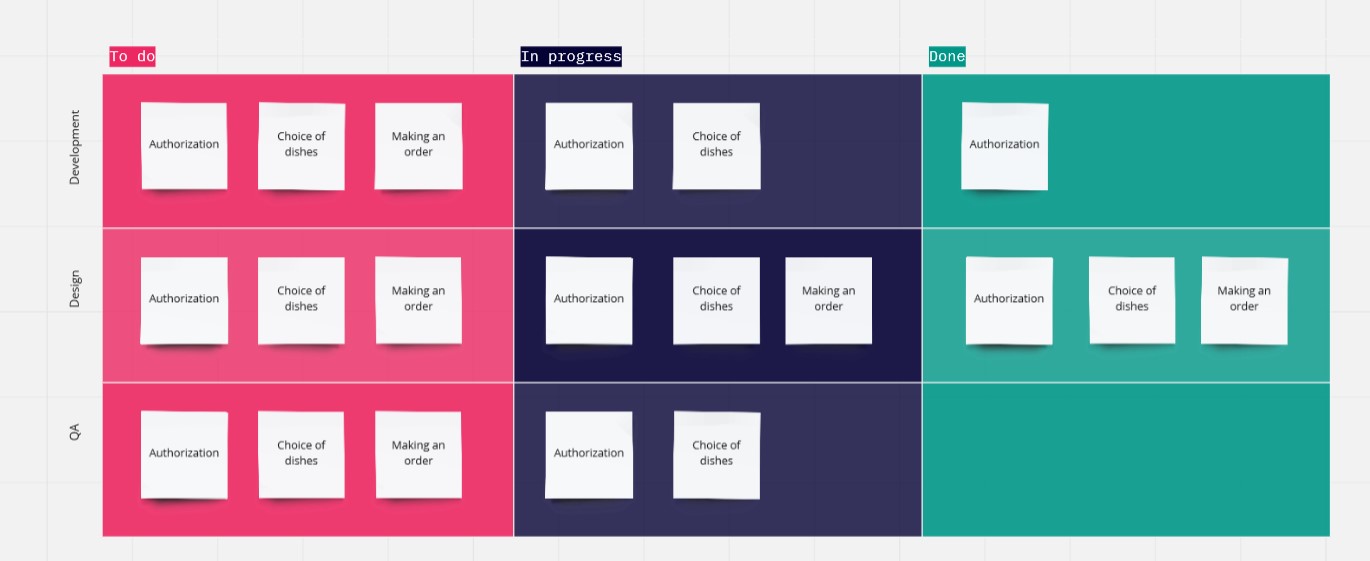 To do
In progress
Done
Development
Authorization
Choice of
dishes
Making an
order
Authorization
Choice of
dishes
Authorization
Design
Authorization
Choice of
dishes
Making an
order
Authorization
Choice of
dishes
Making an
order
Authorization
Choice of
dishes
Making an
order
QA
Authorization
Choice of
dishes
Making an
order
Authorization
Choice of
dishes